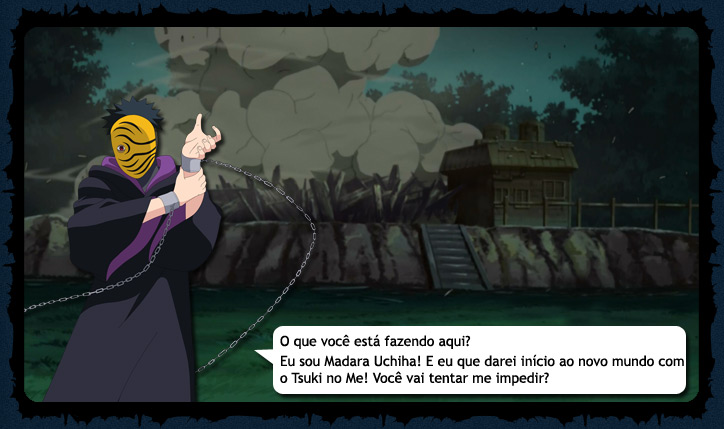 O que você está fazendo aqui?
Eu sou Madara Uchiha! E eu que darei início ao novo mundo com
o Tsuki no Me! Você vai tentar me impedir?